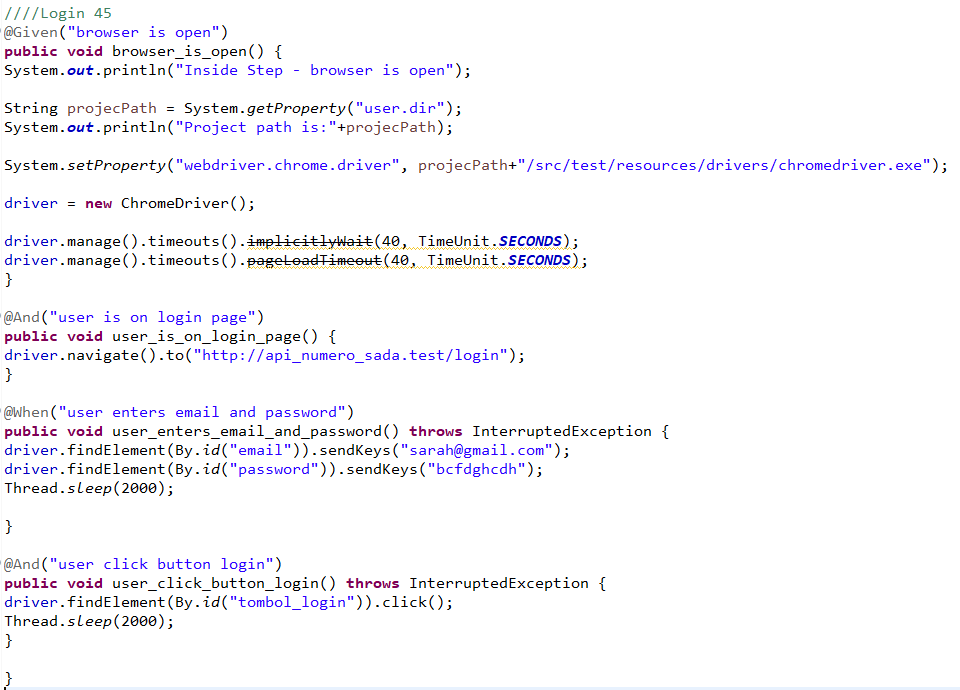 ////Login 45
@Given("browser is open")
public void browser_is_open() {
System.out.println("Inside Step - browser is open");
String projecPath = System.getProperty("user.dir");
System.out.println("Project path is:"+projecPath);
System.setProperty("webdriver.chrome.driver", projecPath+"/src/test/resources/drivers/chromedriver.exe");
driver = new ChromeDriver();
driver.manage().timeouts().implicitlyWait(40, TimeUnit.SECONDS);
driver.manage().timeouts().pageLoadTimeout(40, TimeUnit.SECONDS);
}
@And("user is on login page")
public void user_is_on_login_page() {
driver.navigate().to("http://api_numero_sada.test/login");
}
@When("user enters email and password")
public void user_enters_email_and_password() throws InterruptedException {
driver.findElement(By.id("email")).sendKeys("sarah@gmail.com");
driver.findElement(By.id("password")).sendKeys("bcfdghcdh");
Thread.sleep(2000);
}
@And("user click button login")
public void user_click_button_login() throws InterruptedException {
driver.findElement(By.id("tombol_login")).click();
Thread.sleep(2000);
}
}